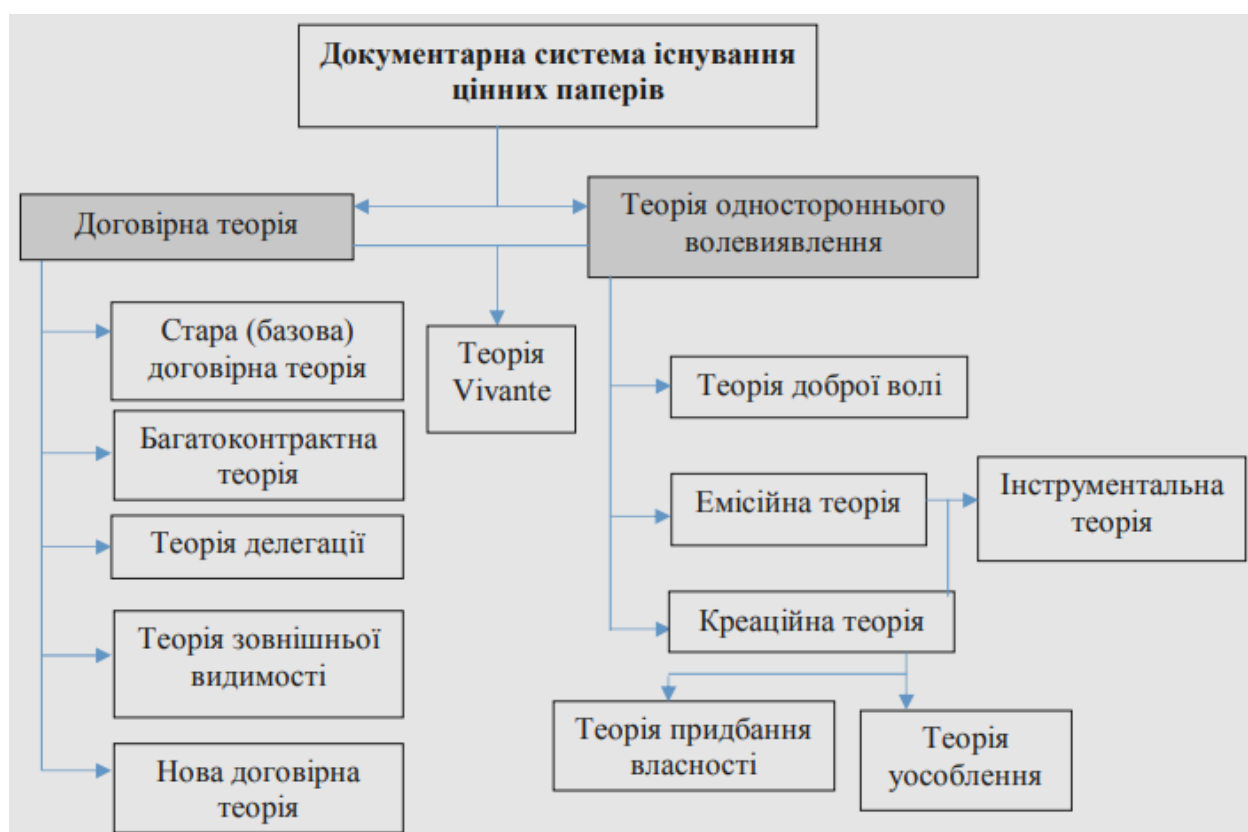 Документарна система існування
цінних паперів
Договірна теорія
Теорія одностороннього
волевиявлення
Стара (базова)
договірна теорія
Багатоконтрактна
теорія
Теорія делегації
Теорія зовнішньої
видимості
Нова договірна
теорія
Теорія
Vivante
Теорія доброї волі
Емісійна теорія
Інструментальна
теорія
Креаційна теорія
Теорія придбання
власності
Теорія
уособлення